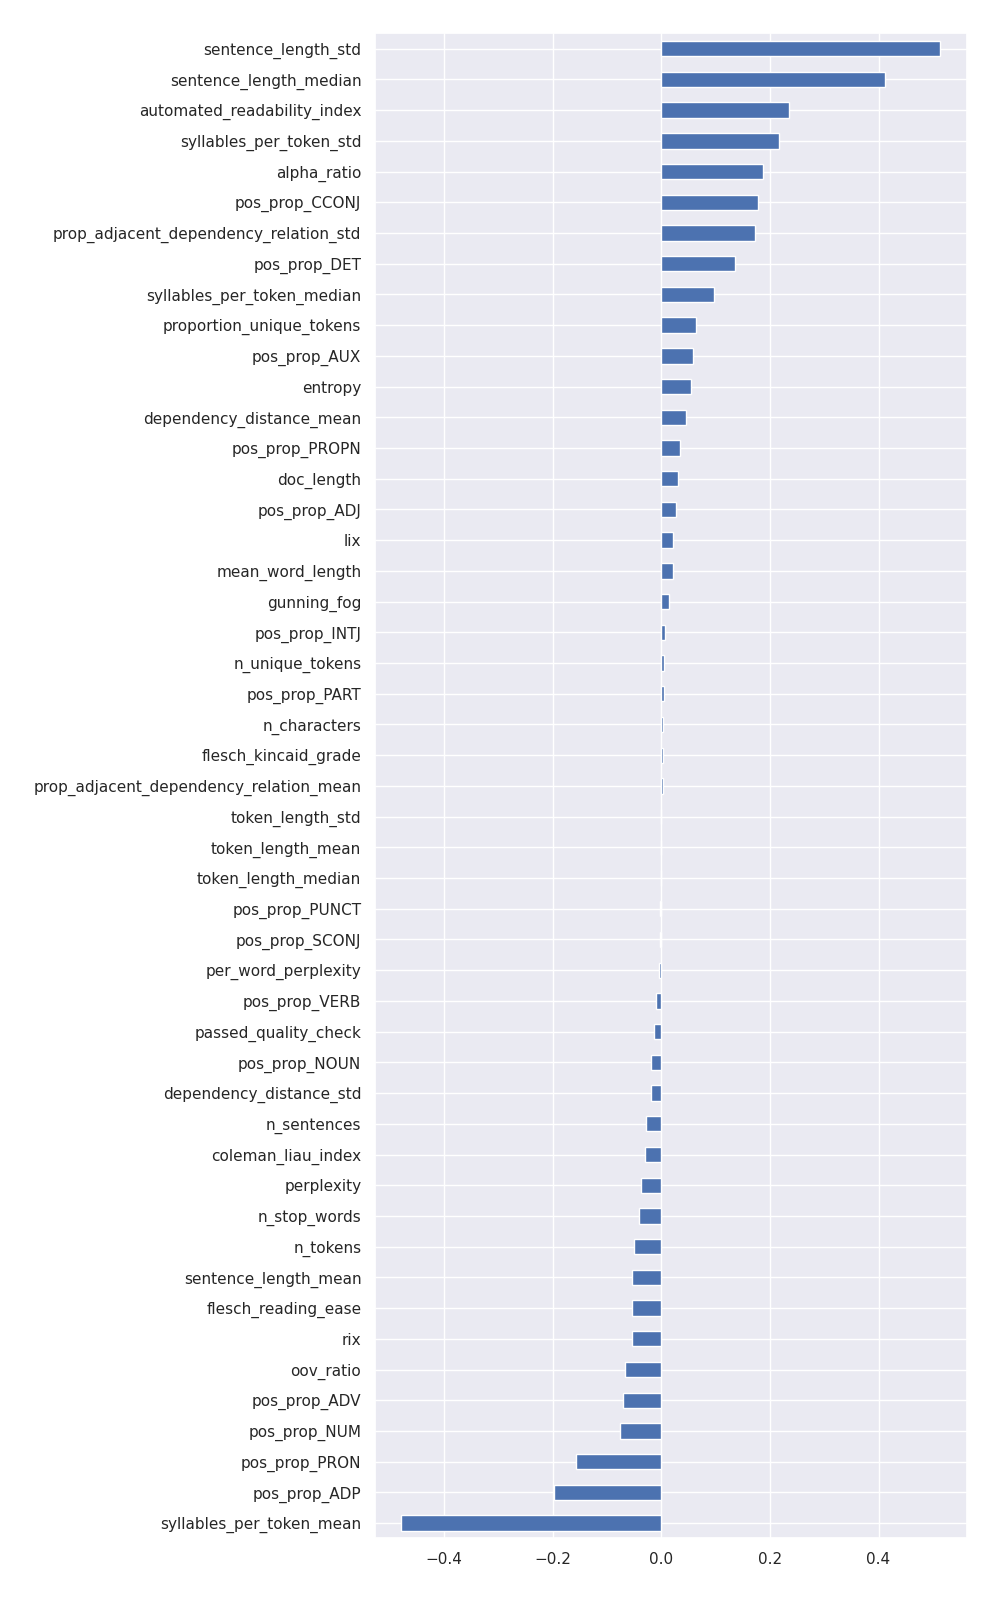 sentence_length_std
sentence_length_median
automated_readability_index
syllables_per_token_std
alpha_ratio
pos_prop_CCONJ
prop_adjacent_dependency_relation_std
pos_prop_DET
syllables_per_token_median
proportion_unique_tokens
pos_prop_AUX
entropy
dependency_distance_mean
pos_prop_PROPN
doc_length
pos_prop_ADJ
lix
mean_word_length
gunning_fog
pos_prop_INTJ
n_unique_tokens
pos_prop_PART
n_characters
flesch_kincaid_grade
prop_adjacent_dependency_relation_mean
token_length_std
token_length_mean
token_length_median
pos_prop_PUNCT
pos_prop_SCONJ
per_word_perplexity
pos_prop_VERB
passed_quality_check
pos_prop_NOUN
dependency_distance_std
n_sentences
coleman_liau_index
perplexity
n_stop_words
n_tokens
sentence_length_mean
flesch_reading_ease
rix
oov_ratio
pos_prop_ADV
pos_prop_NUM
pos_prop_PRON
pos_prop_ADP
syllables_per_token_mean
−0.4 −0.2 0.0 0.2 0.4